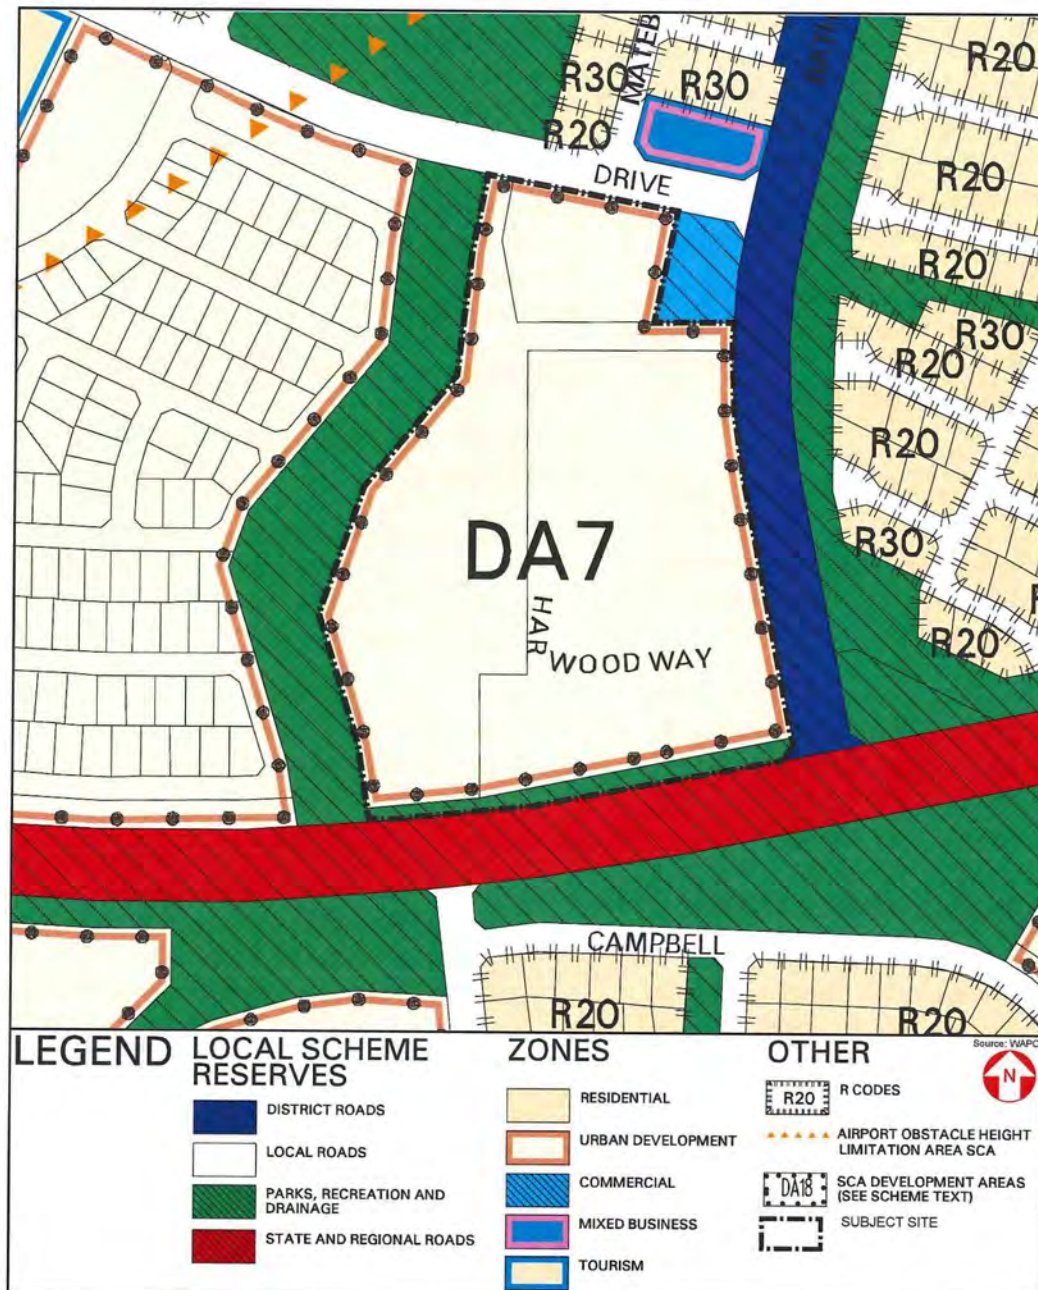 MATEB
R20
R30
R30
R20
DRIVE
R20
R20
R30
R20
R20
DA7
R30
HAR
WOOD WAY
R20
CAMPBELL
R20
R20
LEGEND
LOCAL SCHEME
RESERVES
DISTRICT ROADS
LOCAL ROADS
PARKS, RECREATION AND
DRAINAGE
STATE AND REGIONAL ROADS
ZONES
RESIDENTIAL
URBAN DEVELOPMENT
COMMERCIAL
MIXED BUSINESS
TOURISM
OTHER
Source: WAPC
N
R20
R CODES
AIRPORT OBSTACLE HEIGHT
LIMITATION AREA SCA
DA18
SCA DEVELOPMENT AREAS
(SEE SCHEME TEXT)
SUBJECT SITE